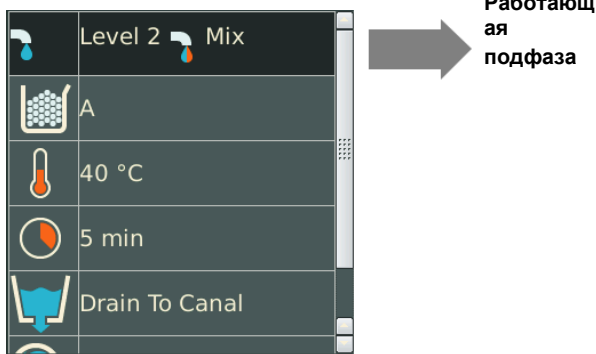 Level 2 Mix
A
40 °C
5 min
Drain To Canal
Работающ
ая
подфаза